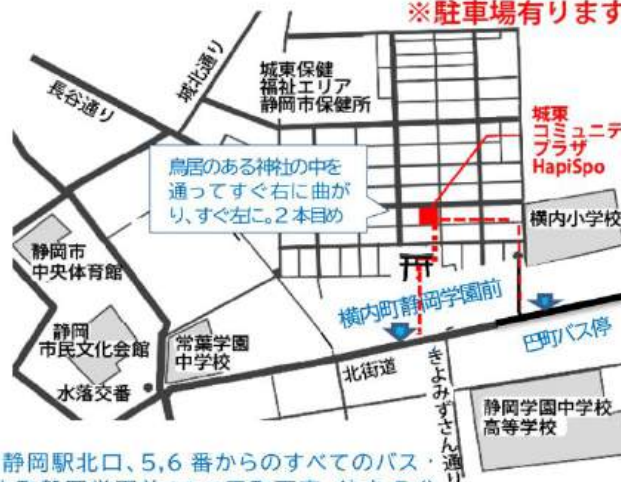 ※駐車場有ります
長谷通り
城北通り
城東保健
福祉エリア
静岡市保健所
城東
コミュニテ
プラザ
HapiSpo
鳥居のある神社の中を
通ってすぐ右に曲が
り、すぐ左に。2本目め
横内小学校
静岡市
中央体育館
横内町静岡学園前
巴町バス停
静岡
市民文化会館
常葉学園
中学校
水落交番
北街道
きよみずさん通り
静岡学園中学校
高等学校
静岡駅北口、5,6 番からのすべてのバス・